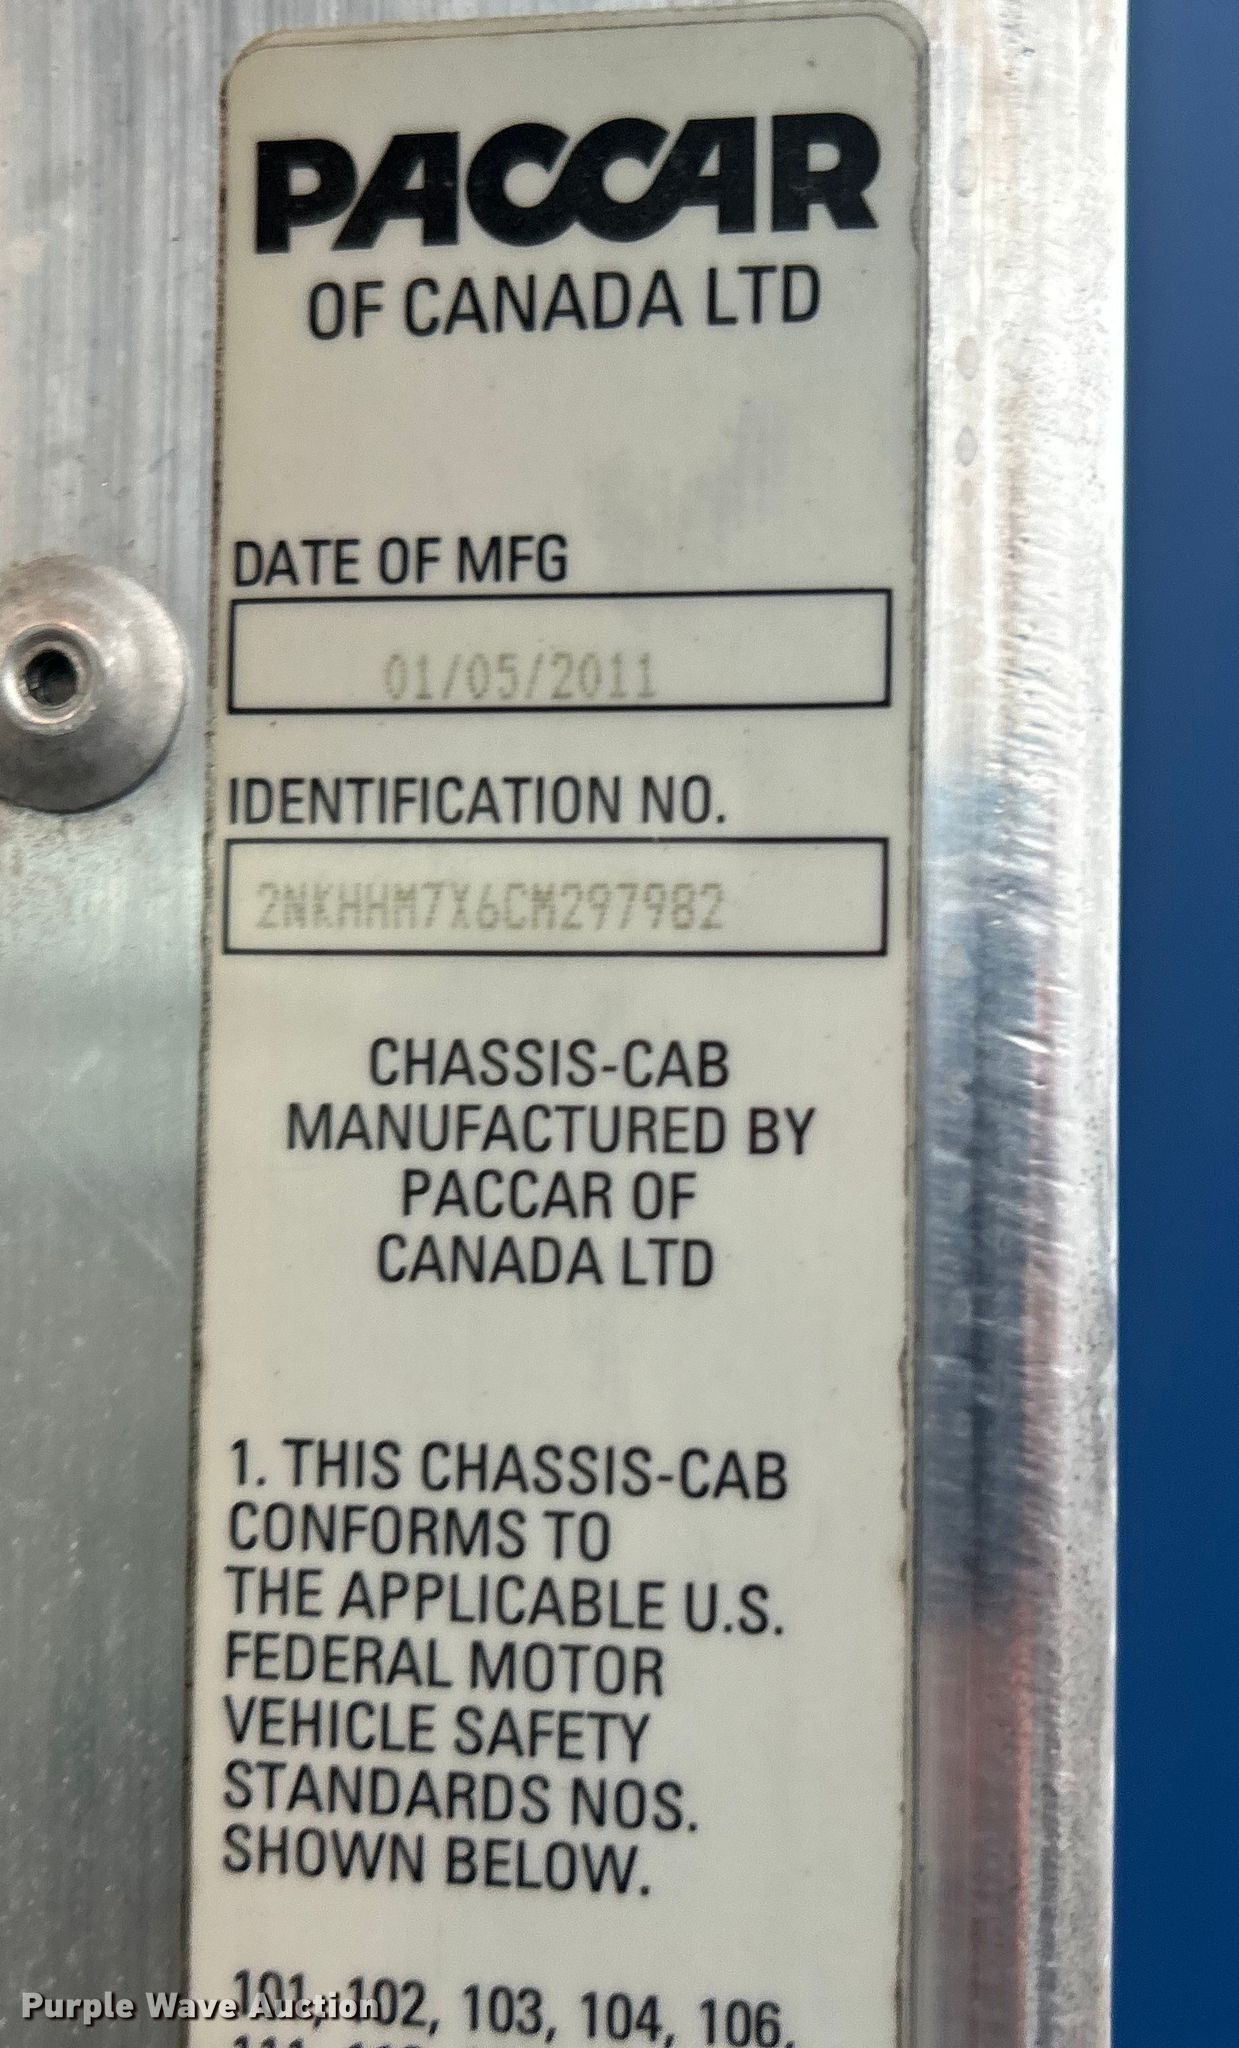 PACCAR
OF CANADA LTD
DATE OF MFG
01/05/2011
IDENTIFICATION NO.
2NKHHM7X6CM297982
CHASSIS-CAB
MANUFACTURED BY
PACCAR OF
CANADA LTD
1. THIS CHASSIS-CAB
CONFORMS TO
THE APPLICABLE U.S.
FEDERAL MOTOR
VEHICLE SAFETY
STANDARDS NOS.
SHOWN BELOW.
101, 102, 103, 104, 106,
Purple Wave Auction